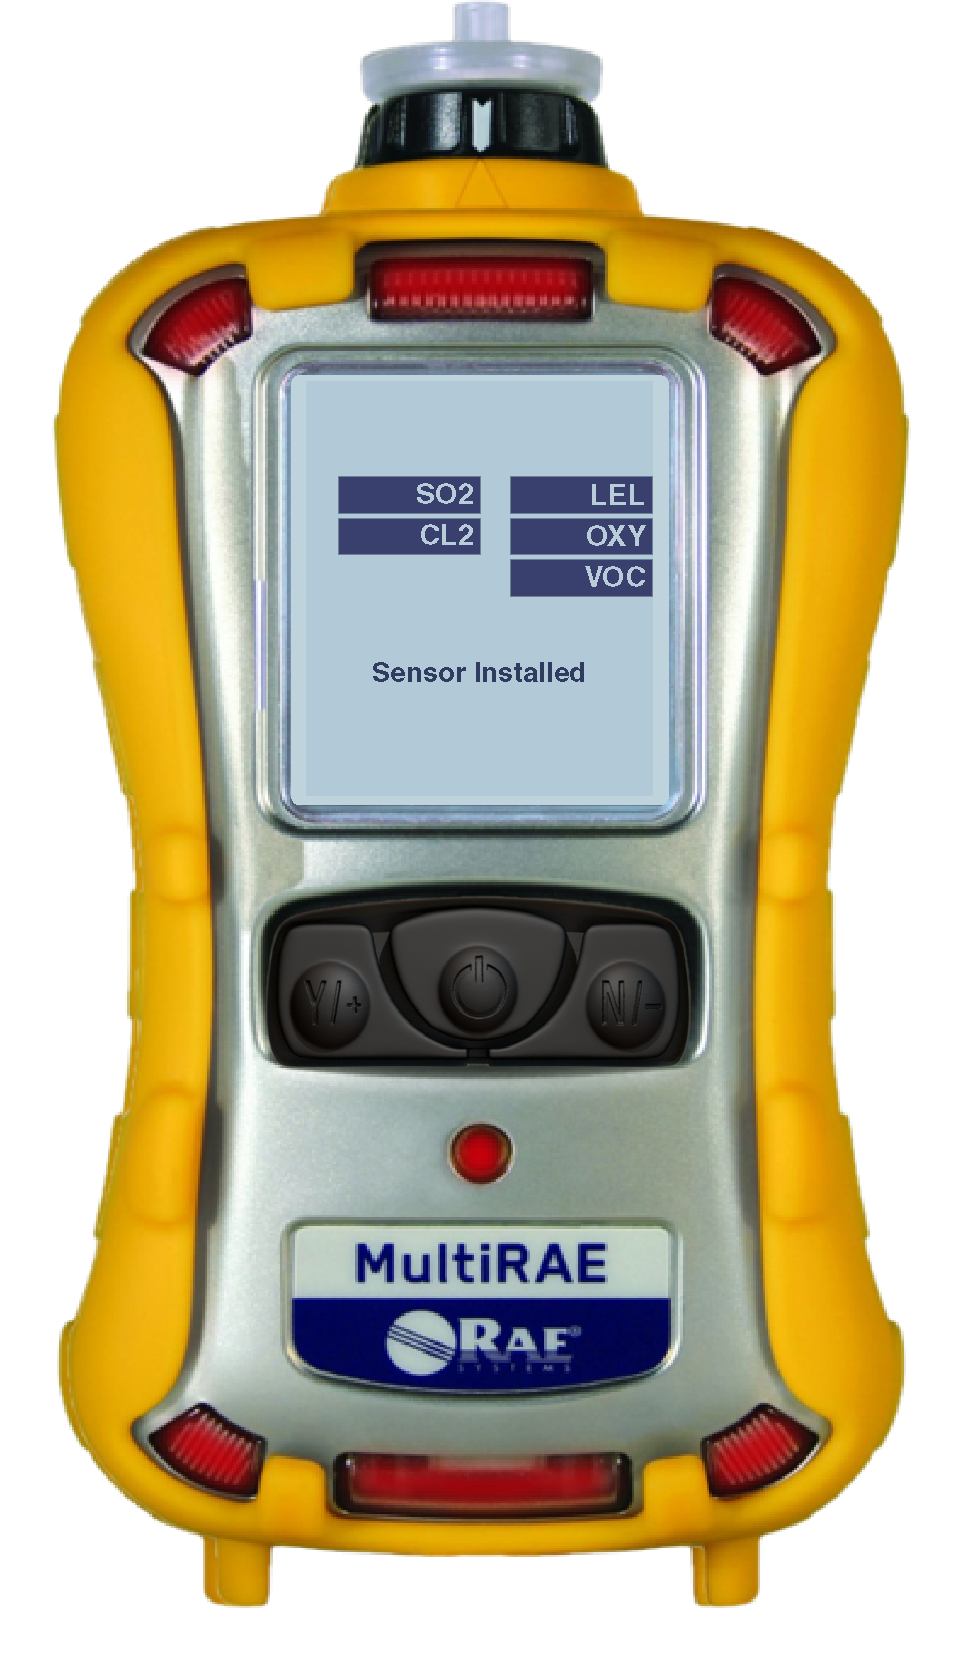 SO2 LEL
CL2 OXY
VOC
Sensor Installed
Y/+ N/-
MultiRAE
RAE®
SYSTEMS